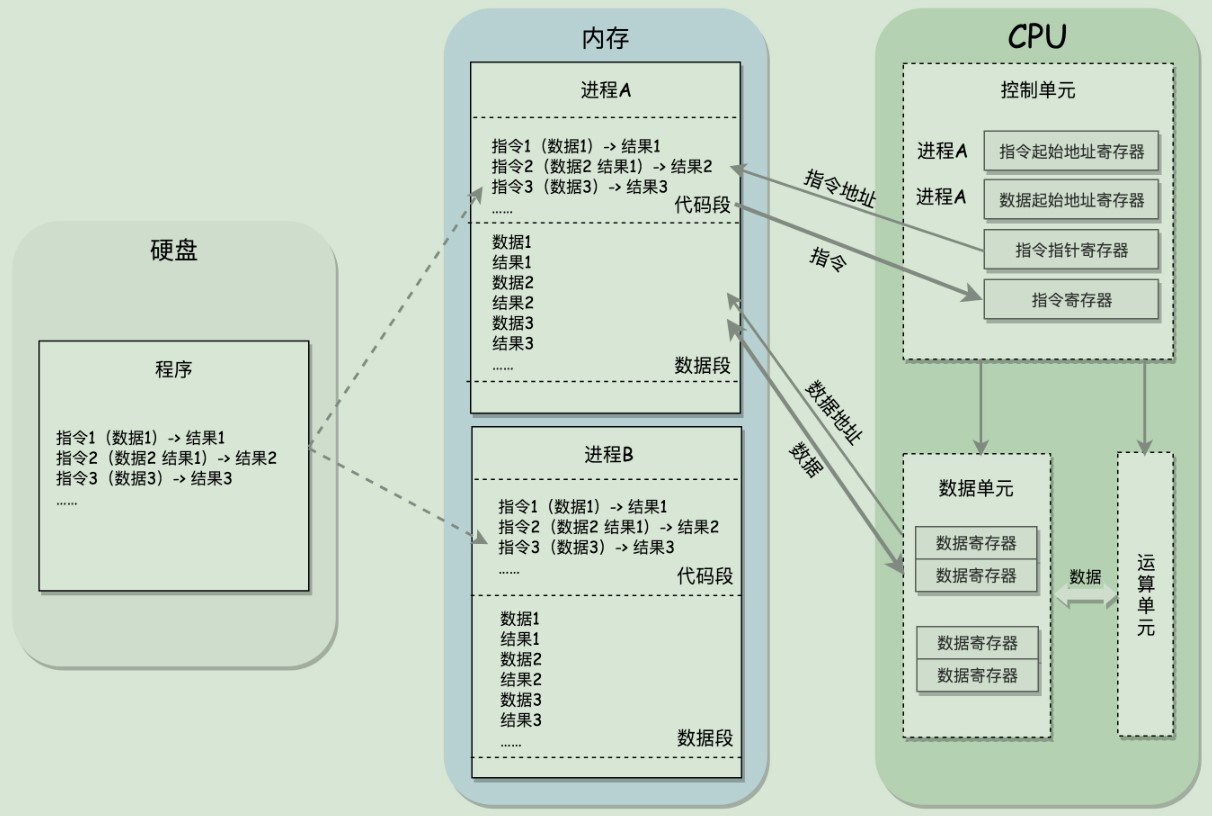 硬盘
程序
指令1（数据1）-> 结果1
指令2（数据2 结果1）-> 结果2
指令3（数据3）-> 结果3
......
内存
进程A
指令1（数据1）-> 结果1
指令2（数据2 结果1）-> 结果2
指令3（数据3）-> 结果3
......
代码段
数据1
结果1
数据2
结果2
数据3
结果3
......
数据段
进程B
指令1（数据1）-> 结果1
指令2（数据2 结果1）-> 结果2
指令3（数据3）-> 结果3
......
代码段
数据1
结果1
数据2
结果2
数据3
结果3
......
数据段
指令地址
指令
数据地址
数据
CPU
控制单元
进程A
指令起始地址寄存器
进程A
数据起始地址寄存器
指令指针寄存器
指令寄存器
数据单元
数据寄存器
数据寄存器
数据寄存器
数据寄存器
数据
运算单元